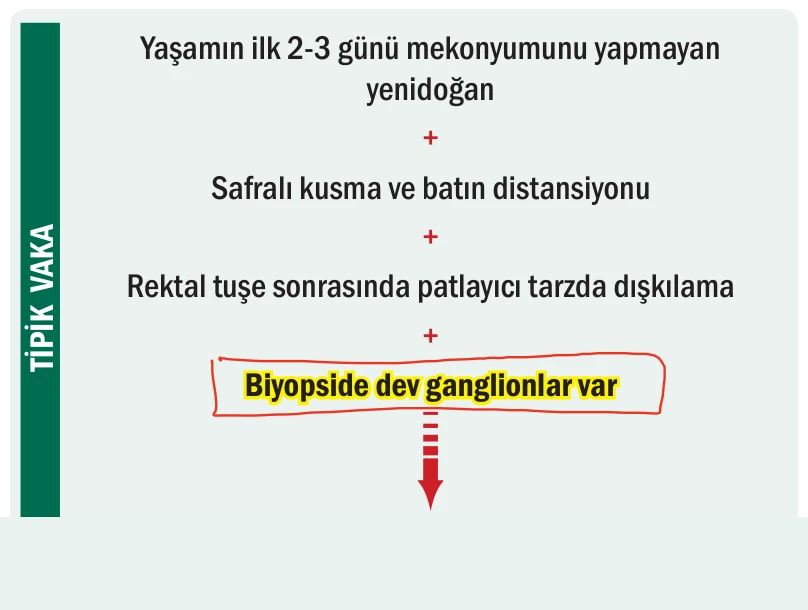 TİPİK VAKA
Yaşamın ilk 2-3 günü mekonyumunu yapmayan
yenidoğan
+
Safralı kusma ve batın distansiyonu
+
Rektal tuşe sonrasında patlayıcı tarzda dışkılama
+
Biyopside dev ganglionlar var